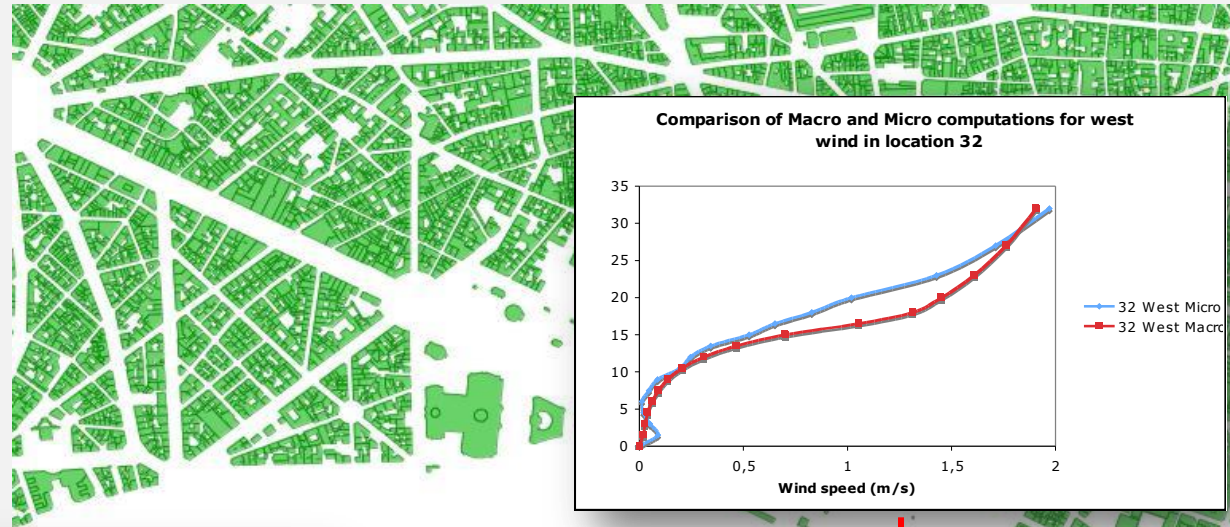 Comparison of Macro and Micro computations for west
wind in location 32
35
30
25
20
15
10
5
0
0 0,5 1 1,5 2
Wind speed (m/s)
32 West Micro
32 West Macro